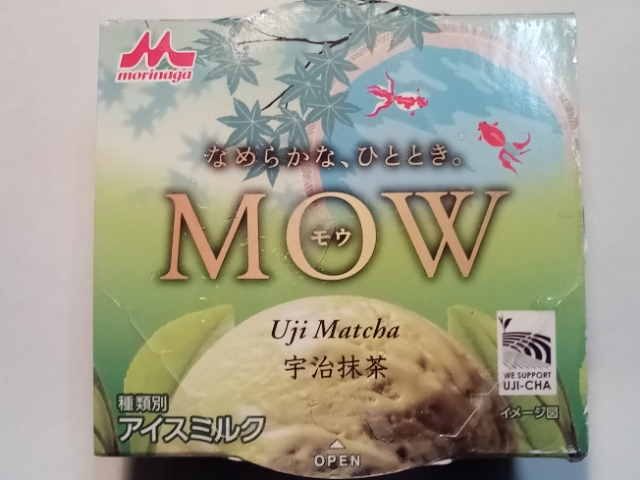 morinaga
なめらかな、ひととき。
MOW
モウ
Uji Matcha
宇治抹茶
WE SUPPORT
UJI-CHA
種類別
アイスミルク
イメージ図
OPEN